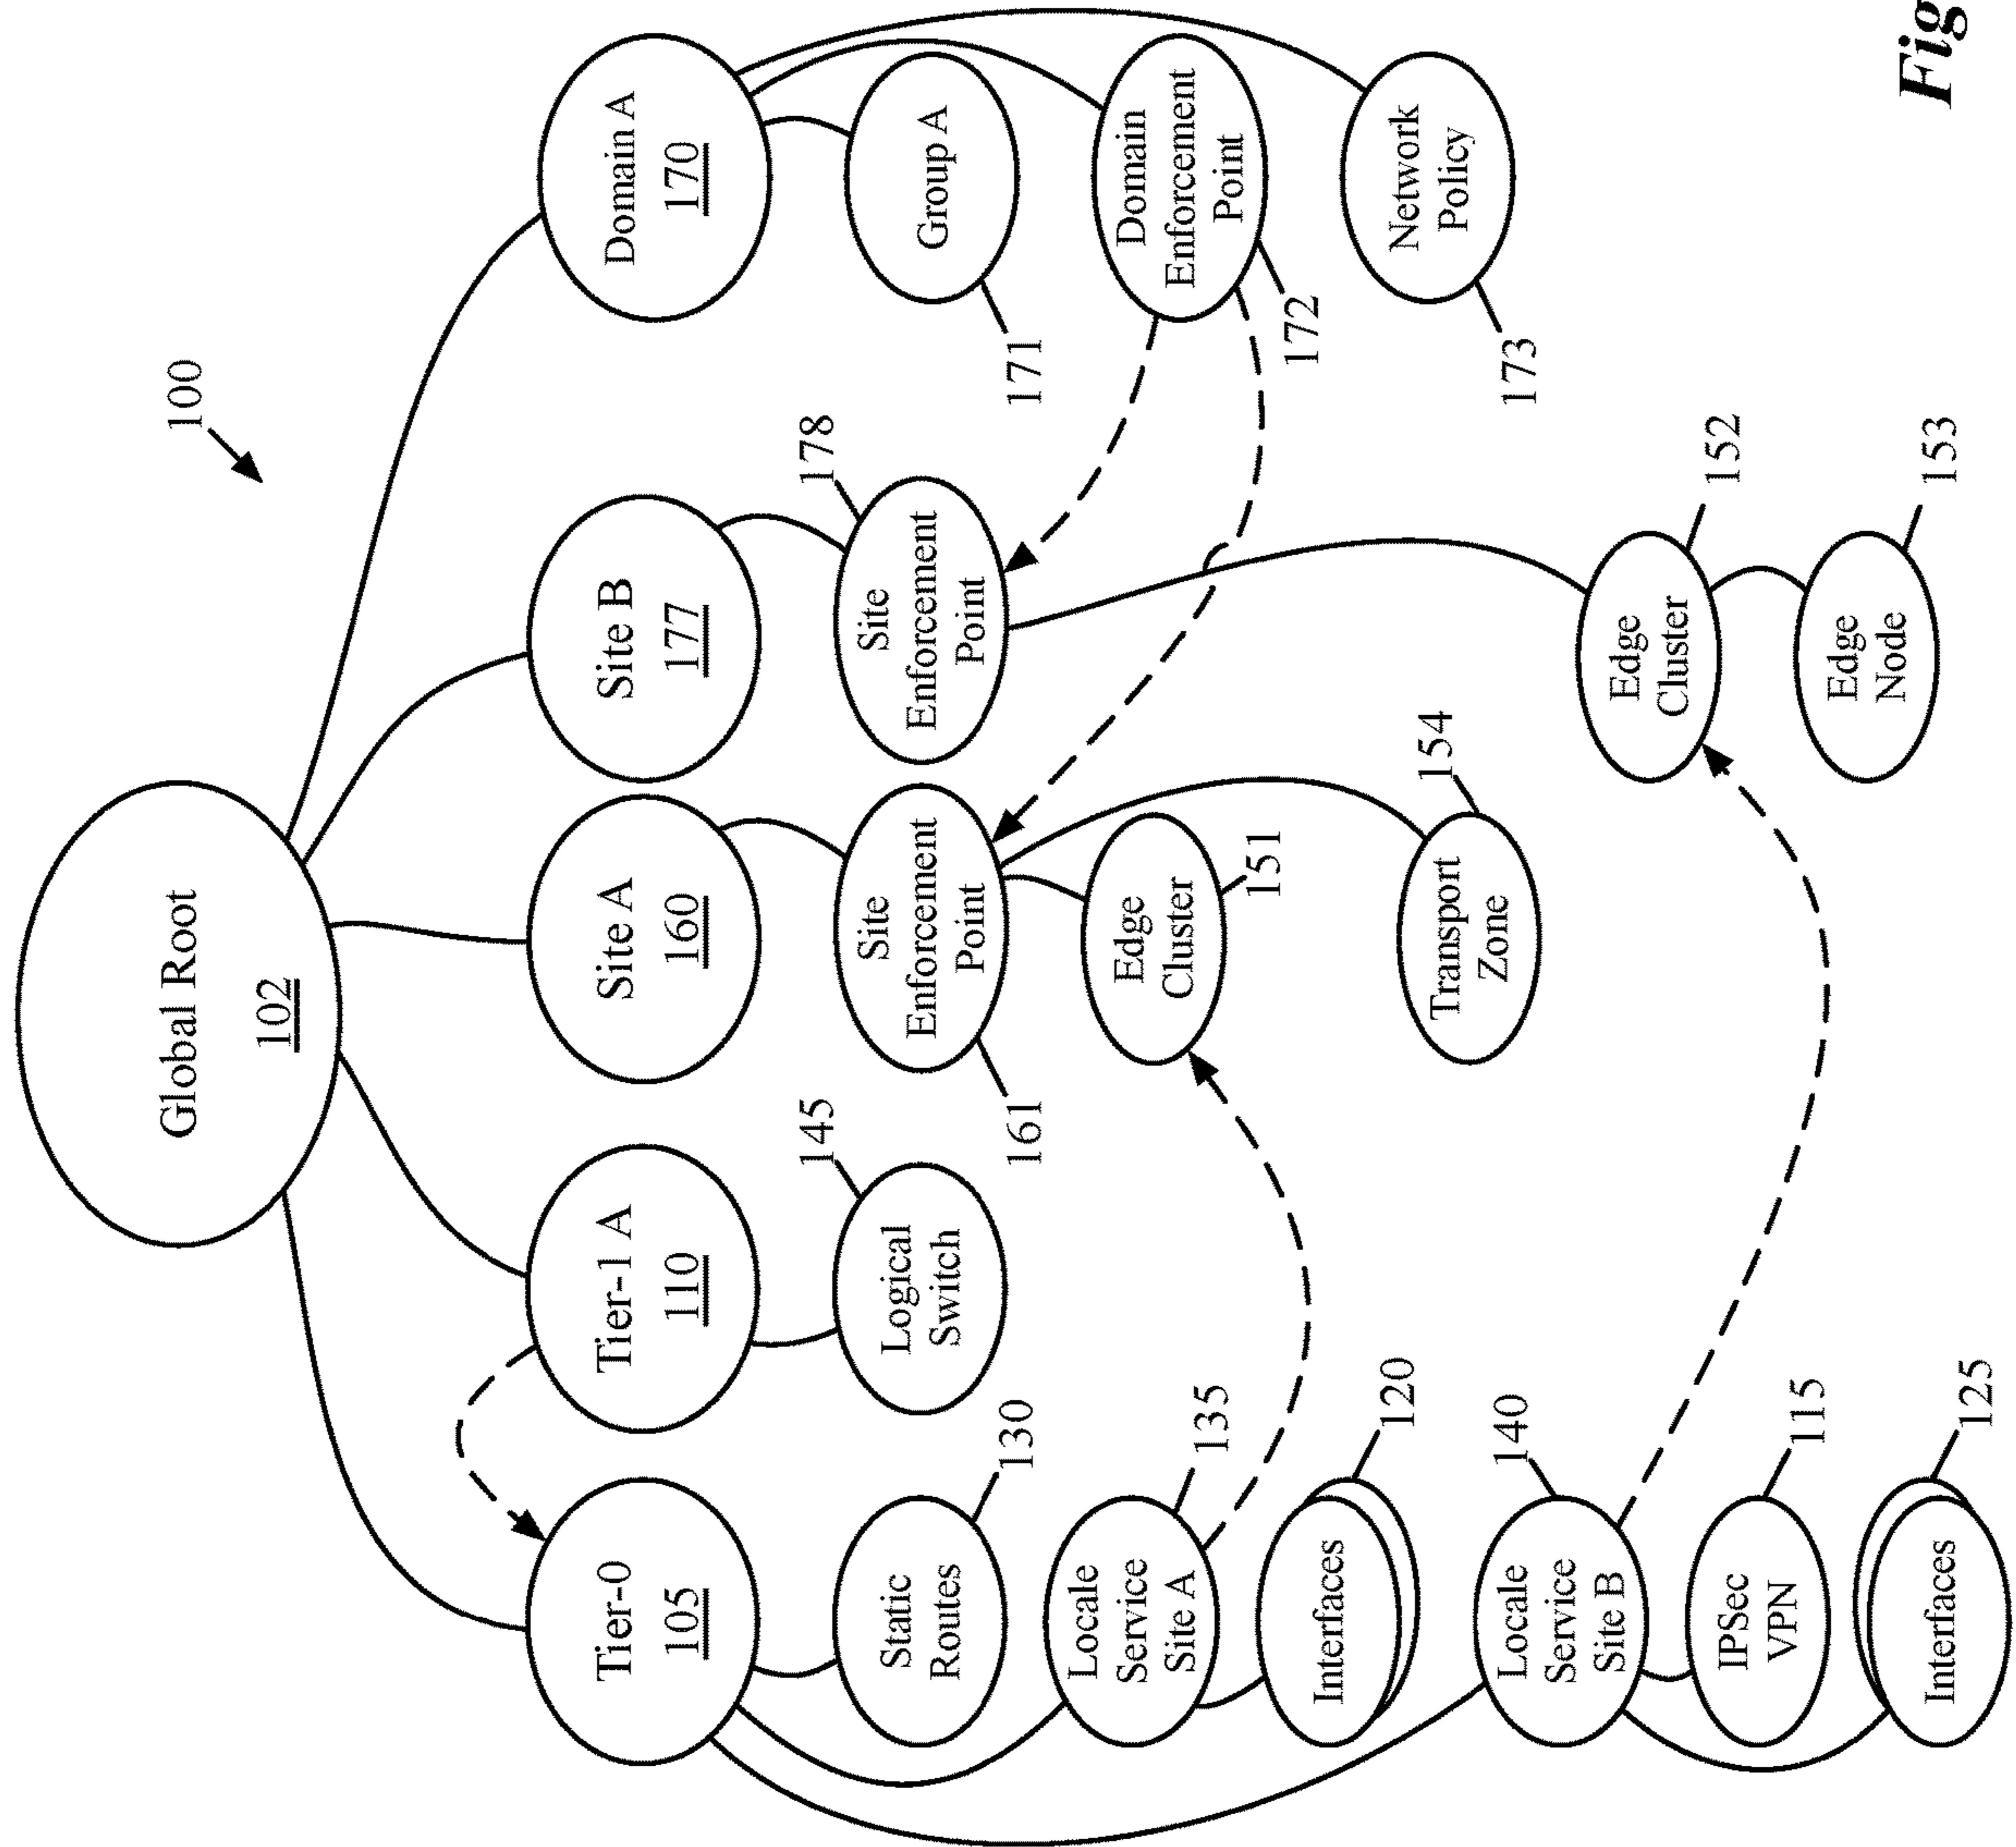 100
Global Root
102
Tier-0
105
Tier-1 A
110
Site A
160
Site B
177
Domain A
170
Static
Routes
130
Logical
Switch
145
Site
Enforcement
Point
161
Site
Enforcement
Point
178
Group A
171
Locale
Service
Site A
135
Edge
Cluster
151
Domain
Enforcement
Point
172
Interfaces
120
Transport
Zone
154
Network
Policy
173
Locale
Service
Site B
140
Edge
Cluster
152
IPSec
VPN
115
Edge
Node
153
Interfaces
125
Fig